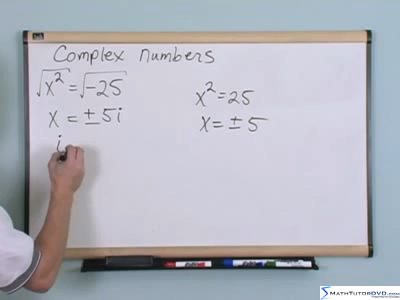 Complex numbers
√x² = √-25
x = ± 5i
i
x² = 25
x = ± 5
MATHTUTORDVD.COM